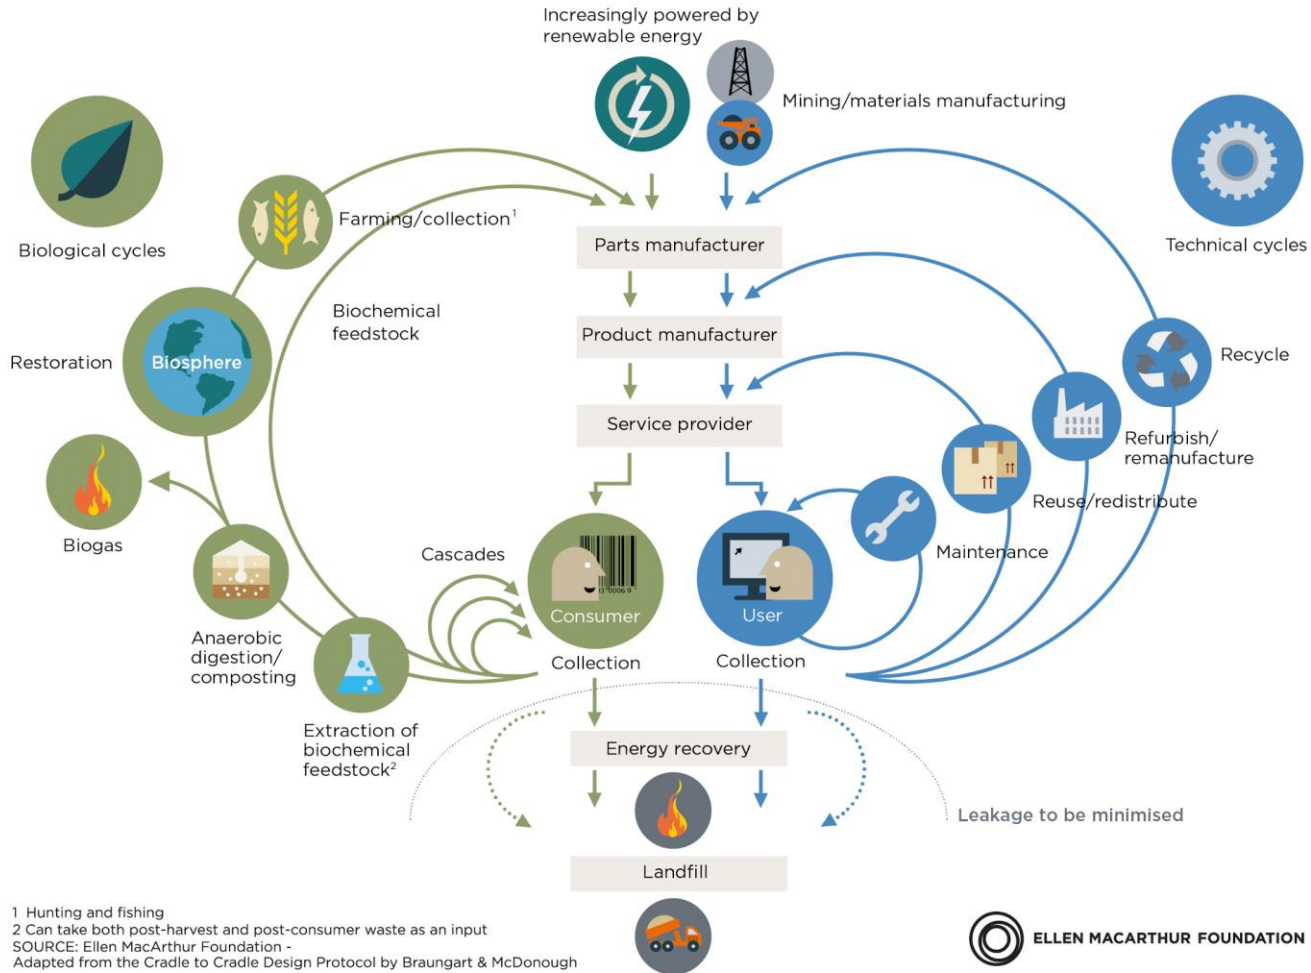 Increasingly powered by
renewable energy
Mining/materials manufacturing
Biological cycles
Technical cycles
Farming/collection¹
Parts manufacturer
Biochemical
feedstock
Product manufacturer
Restoration
Biosphere
Recycle
Service provider
Refurbish/
remanufacture
Reuse/redistribute
Biogas
Cascades
Maintenance
Consumer
User
Anaerobic
digestion/
composting
Collection
Collection
Extraction of
biochemical
feedstock²
Energy recovery
Leakage to be minimised
Landfill
1 Hunting and fishing
2 Can take both post-harvest and post-consumer waste as an input
SOURCE: Ellen MacArthur Foundation -
Adapted from the Cradle to Cradle Design Protocol by Braungart & McDonough
ELLEN MACARTHUR FOUNDATION